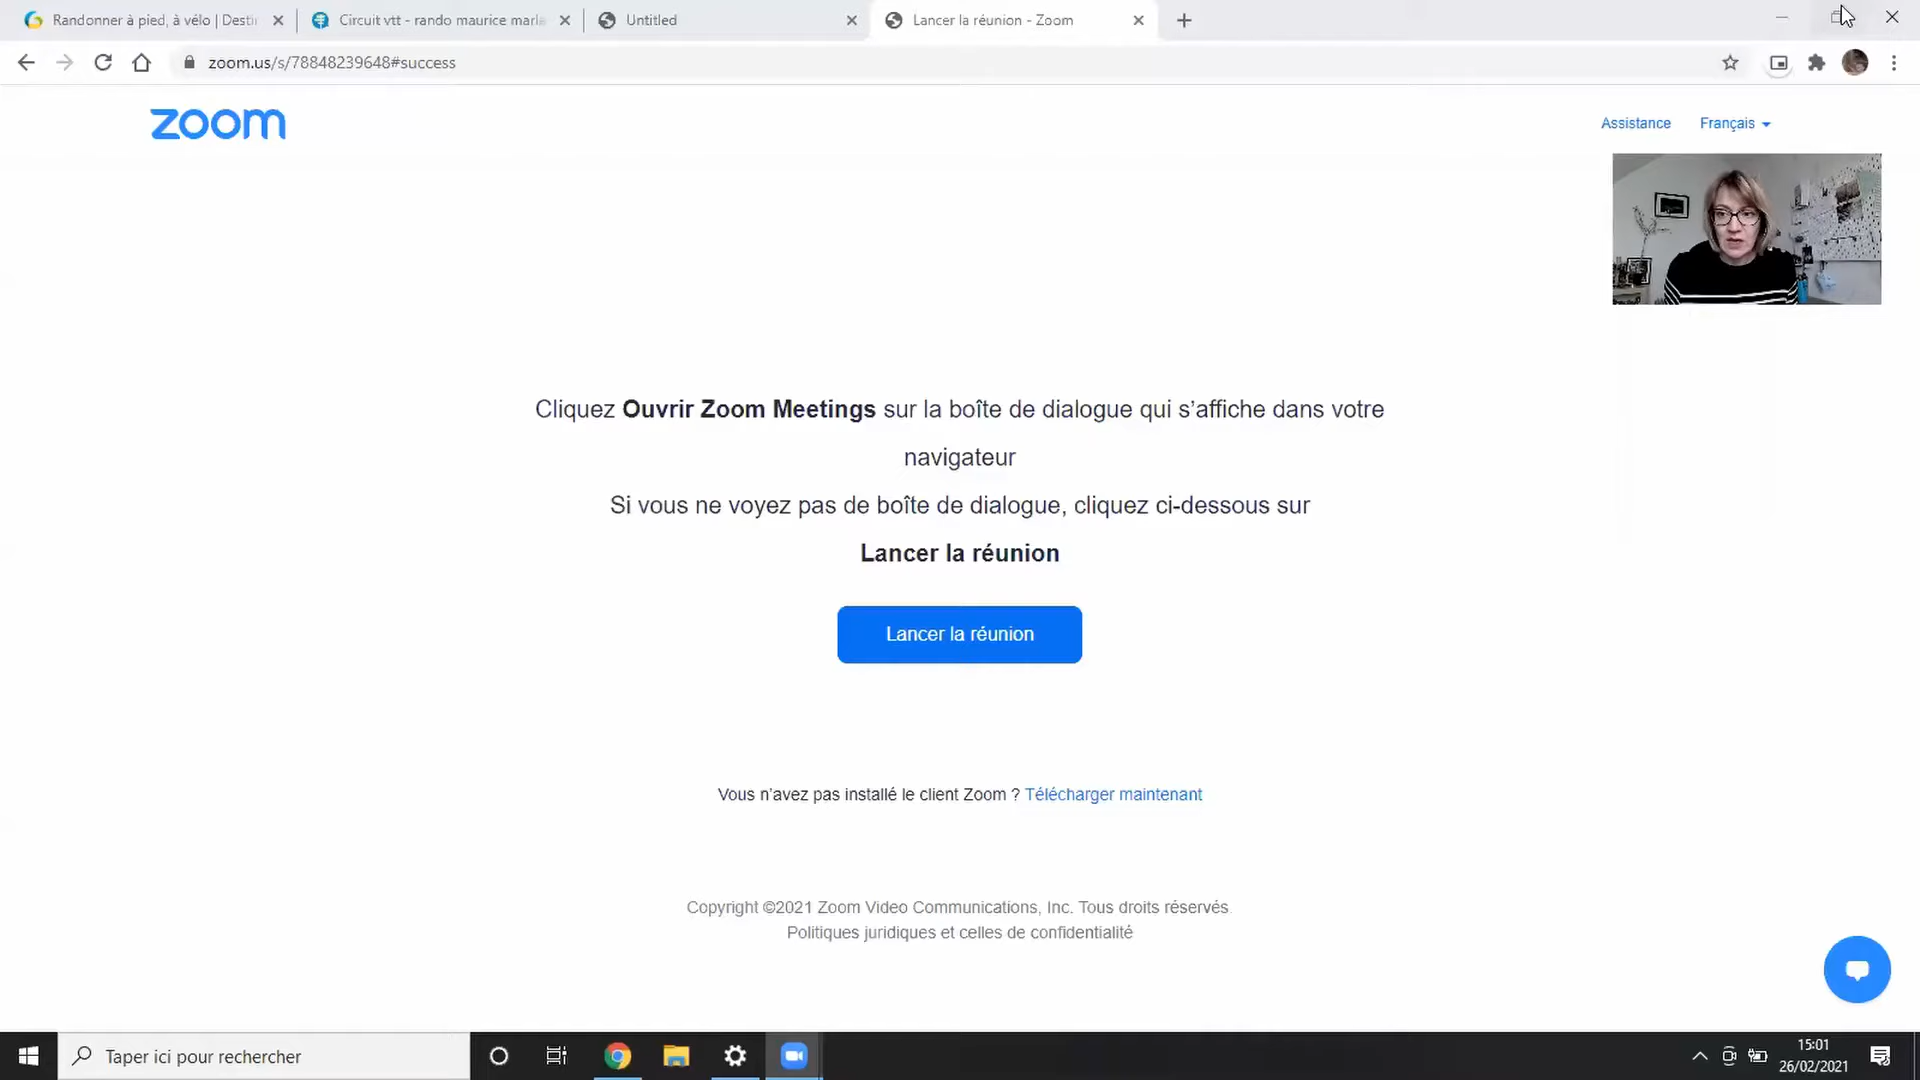 Randonner à pied, à vélo | Desti
Circuit vtt - rando maurice marla
Untitled
Lancer la réunion - Zoom
zoom.us/s/78848239648#success
zoom
Assistance
Français
Cliquez Ouvrir Zoom Meetings sur la boîte de dialogue qui s’affiche dans votre
navigateur
Si vous ne voyez pas de boîte de dialogue, cliquez ci-dessous sur
Lancer la réunion
Lancer la réunion
Vous n’avez pas installé le client Zoom ? Télécharger maintenant
Copyright ©2021 Zoom Video Communications, Inc. Tous droits réservés.
Politiques juridiques et celles de confidentialité
Taper ici pour rechercher
15:01
26/02/2021